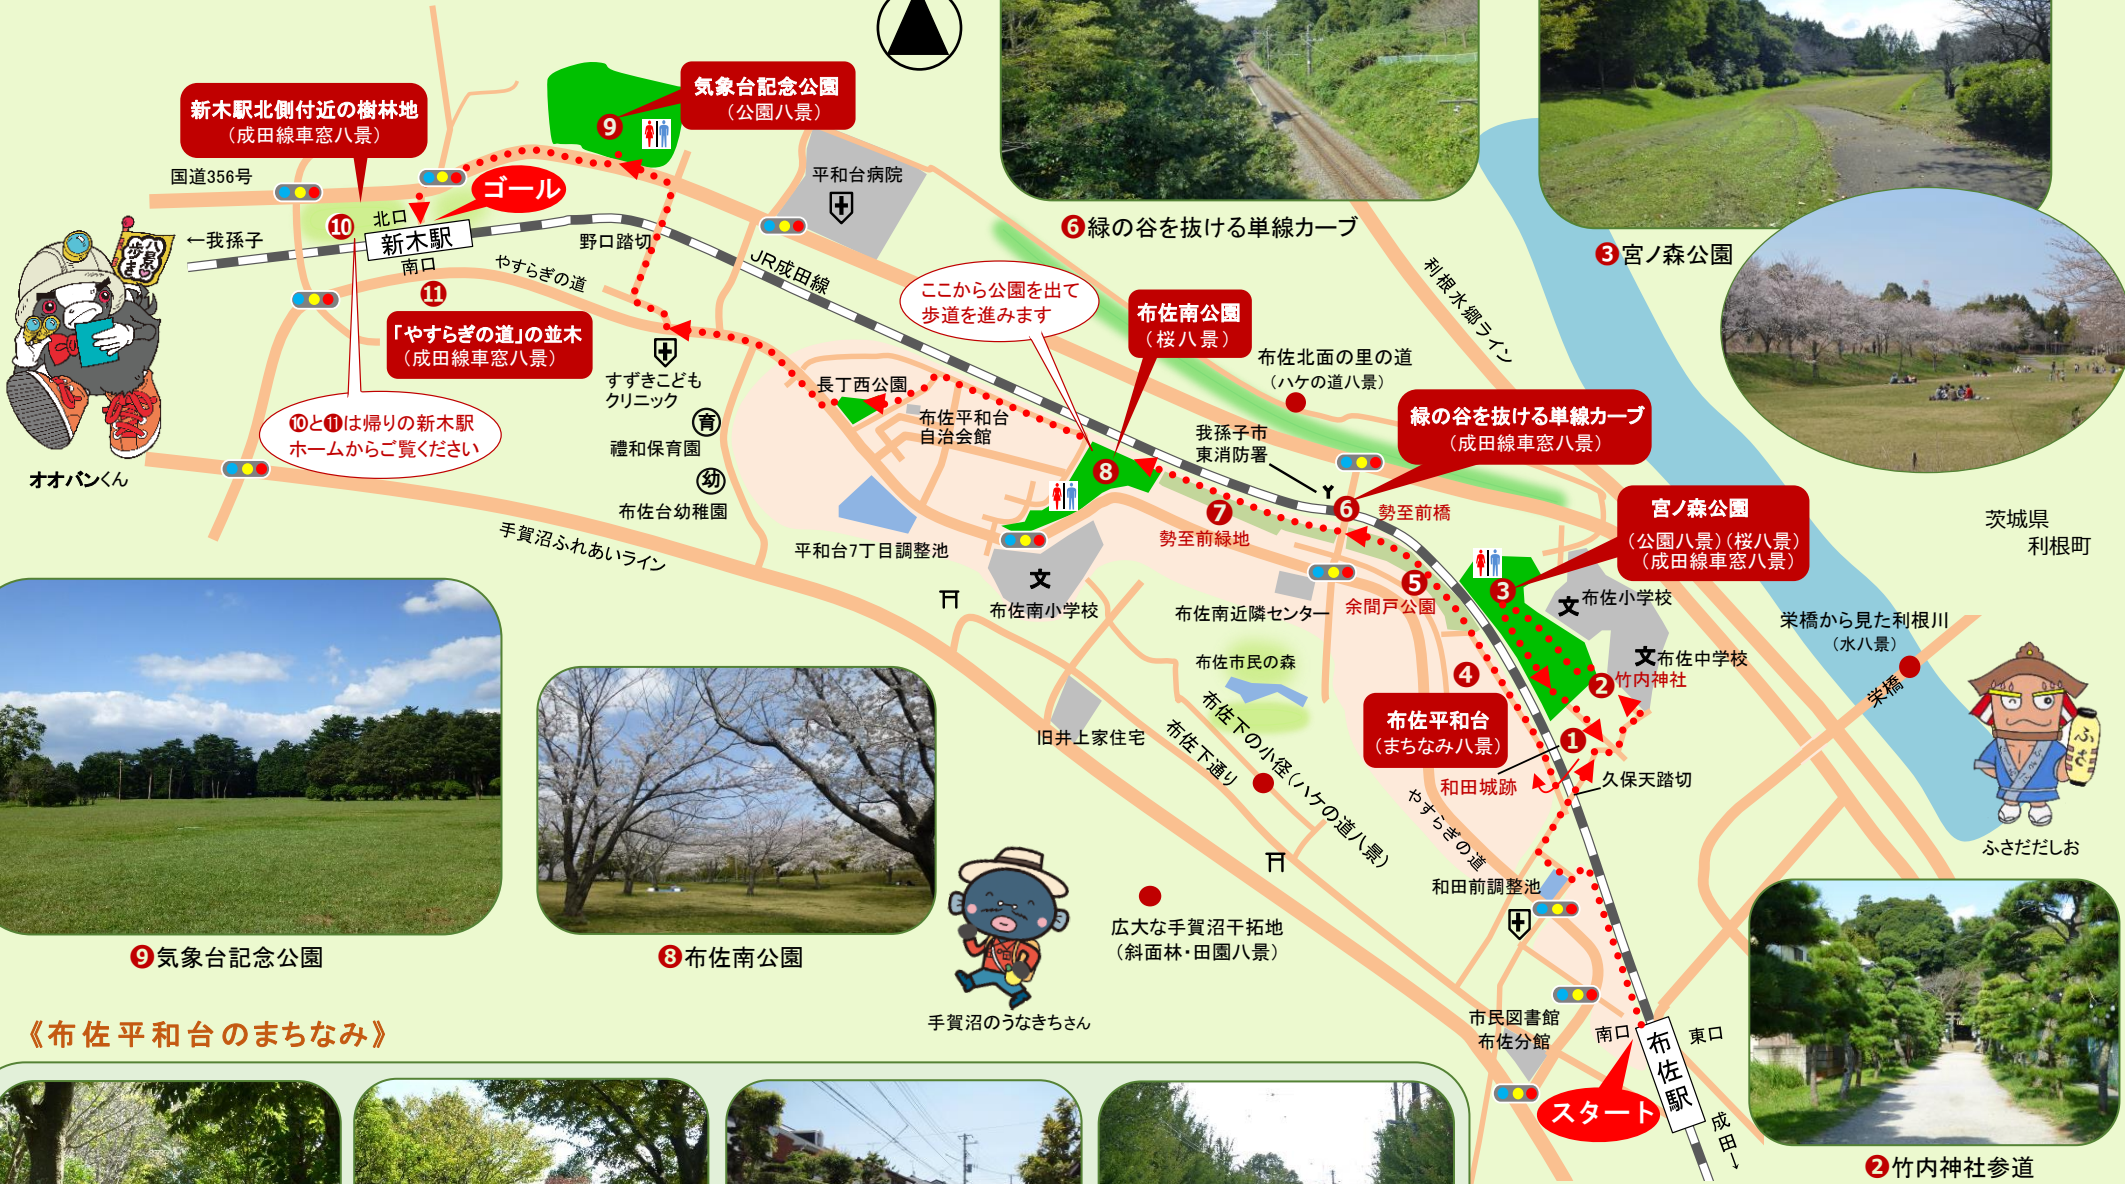 新木駅北側付近の樹林地
（成田線車窓八景）
気象台記念公園
（公園八景）
9
国道356号
ゴール
平和台病院
10
北口
新木駅
南口
←我孫子
野口踏切
JR成田線
やすらぎの道
11
「やすらぎの道」の並木
（成田線車窓八景）
八景♡歩き
オオバンくん
⑩と⑪は帰りの新木駅
ホームからご覧ください
すずきこども
クリニック
育
禮和保育園
幼
布佐台幼稚園
手賀沼ふれあいライン
長丁西公園
布佐平和台
自治会館
平和台7丁目調整池
文
布佐南小学校
ここから公園を出て
歩道を進みます
布佐南公園
（桜八景）
8
布佐北面の里の道
（ハケの道八景）
利根水郷ライン
❻緑の谷を抜ける単線カーブ
❸宮ノ森公園
我孫子市
東消防署
緑の谷を抜ける単線カーブ
（成田線車窓八景）
6
勢至前橋
7
勢至前緑地
宮ノ森公園
（公園八景）（桜八景）
（成田線車窓八景）
3
5
余間戸公園
布佐南近隣センター
文
布佐小学校
文
布佐中学校
2
竹内神社
4
布佐平和台
（まちなみ八景）
1
和田城跡
久保天踏切
布佐市民の森
布佐下の小径（ハケの道八景）
布佐下通り
旧井上家住宅
やすらぎの道
和田前調整池
茨城県
利根町
栄橋から見た利根川
（水八景）
栄橋
ふさ
ふさだだしお
広大な手賀沼干拓地
（斜面林・田園八景）
手賀沼のうなきちさん
市民図書館
布佐分館
南口
布佐駅
東口
スタート
成田→
❾気象台記念公園
❽布佐南公園
❷竹内神社参道
《布佐平和台のまちなみ》